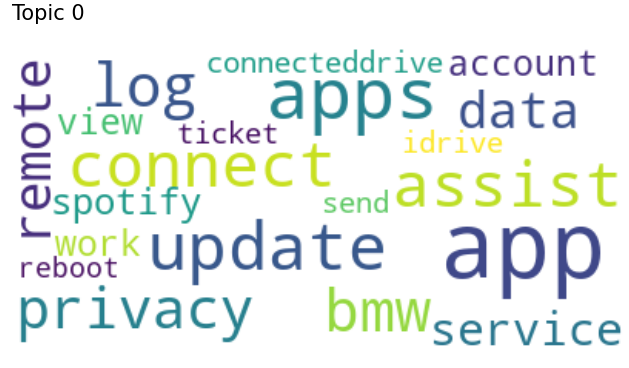 Topic 0
connecteddrive
account
log
apps
remote
data
view
ticket
idrive
connect
assist
spotify
send
app
update
work
reboot
privacy
bmw
service